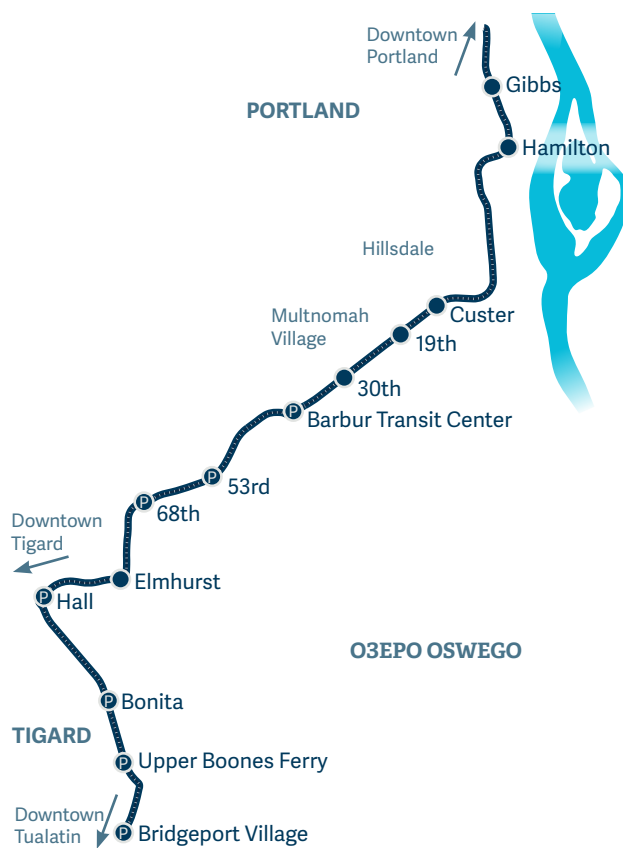 Downtown
Portland
Gibbs
PORTLAND
Hamilton
Hillsdale
Custer
Multnomah
Village
19th
30th
P Barbur Transit Center
P 53rd
P 68th
Downtown
Tigard
Elmhurst
P Hall
ОЗЕРО OSWEGO
P Bonita
TIGARD
P Upper Boones Ferry
Downtown
Tualatin
P Bridgeport Village